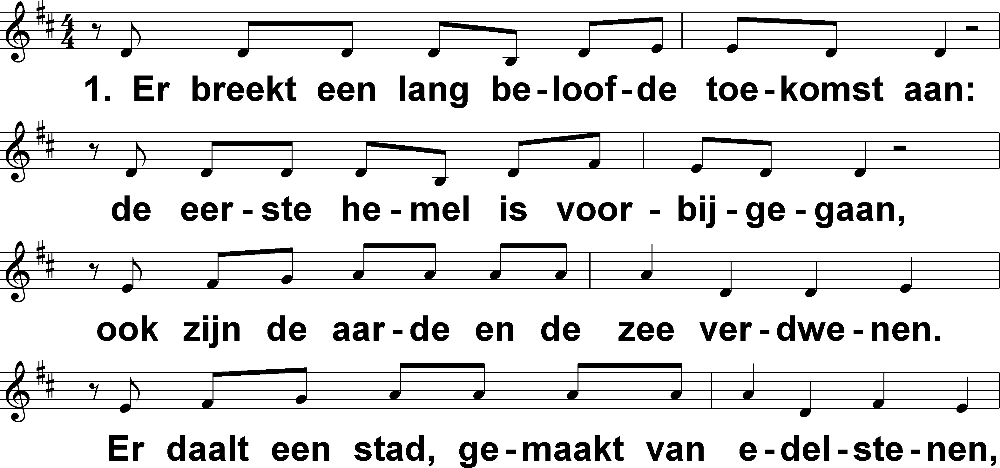 1. Er breekt een lang be-loof-de toe-komst aan:
de eer-ste he-mel is voor-bij-ge-gaan,
ook zijn de aar-de en de zee ver-dwe-nen.
Er daalt een stad, ge-maakt van e-del-ste-nen,